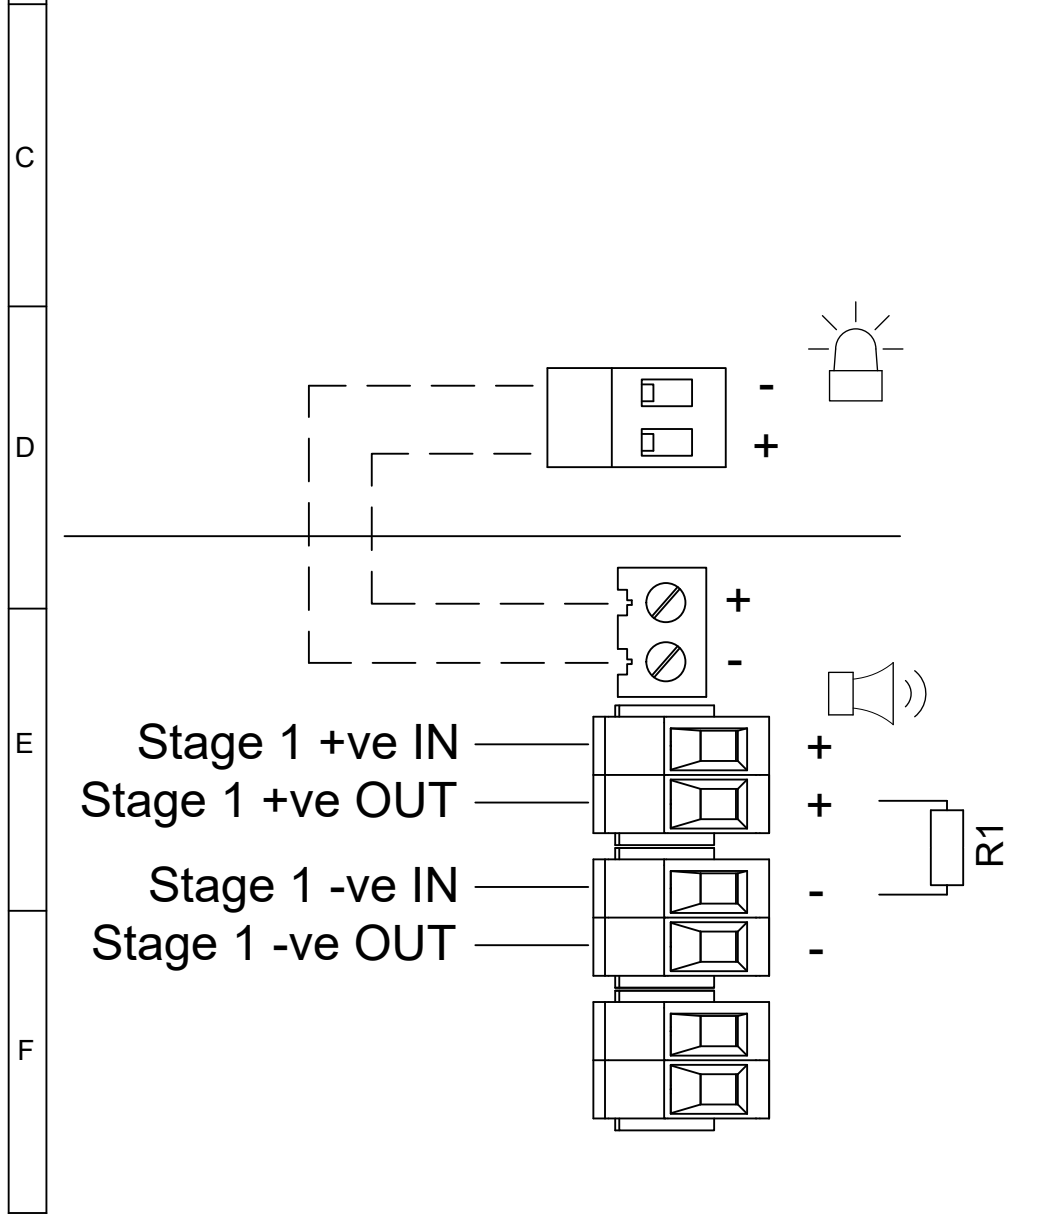 C
D
-
+
+
-
E
Stage 1 +ve IN
+
Stage 1 +ve OUT
+
R1
Stage 1 -ve IN
-
Stage 1 -ve OUT
-
F